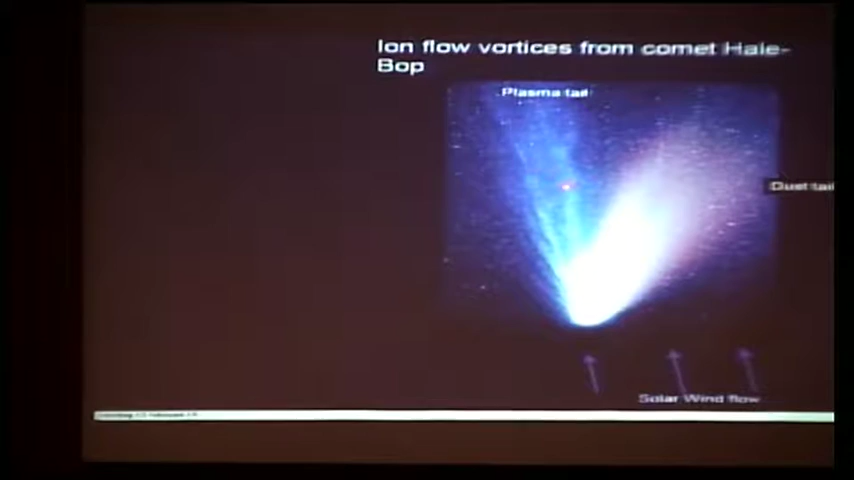 Ion flow vortices from comet Hale-
Bop
Plasma tail
Dust tail
Solar Wind flow